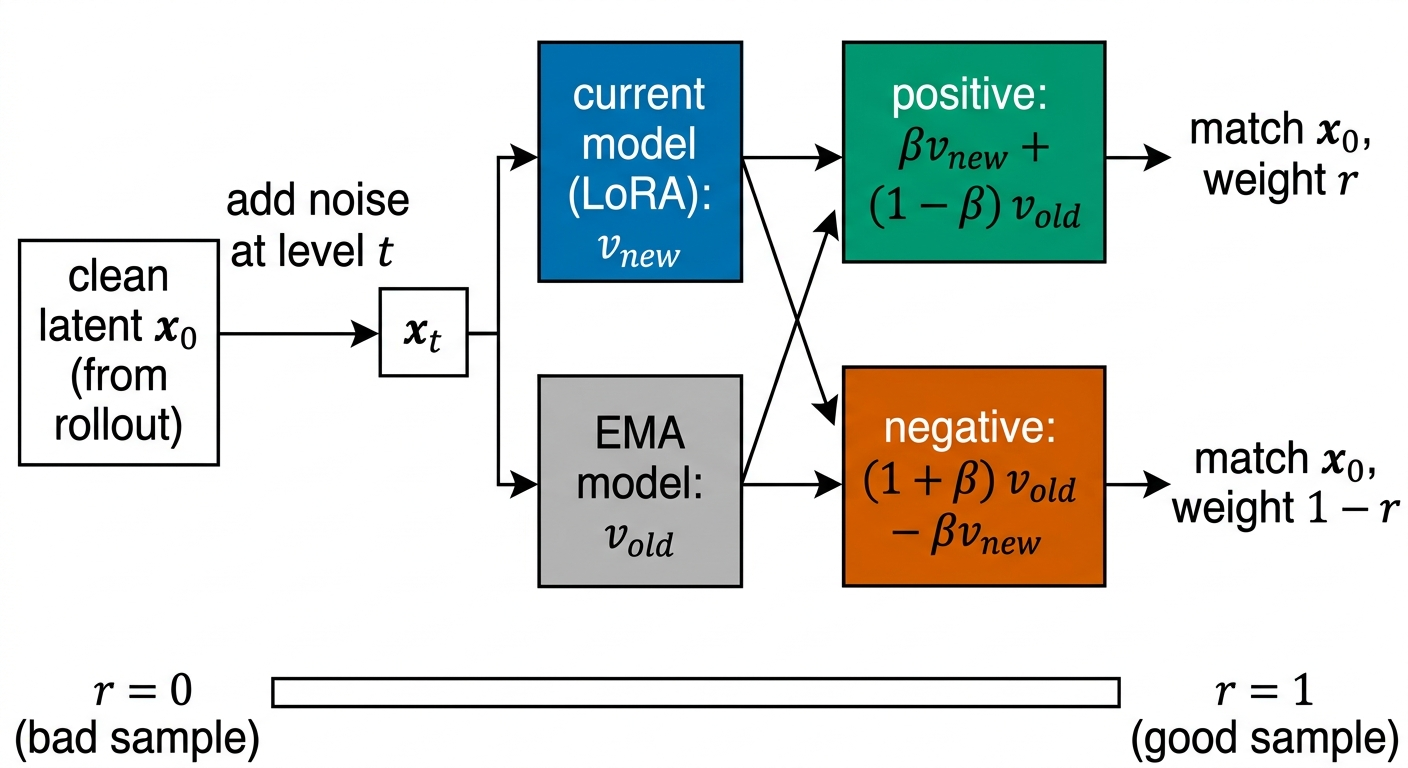 add noise
at level t
clean
latent x₀
(from
rollout)
xₜ
current
model
(LoRA):
v_new
EMA
model:
v_old
positive:
βv_new +
(1 − β) v_old
match x₀,
weight r
negative:
(1 + β) v_old
− βv_new
match x₀,
weight 1 − r
r = 0
(bad sample)
r = 1
(good sample)